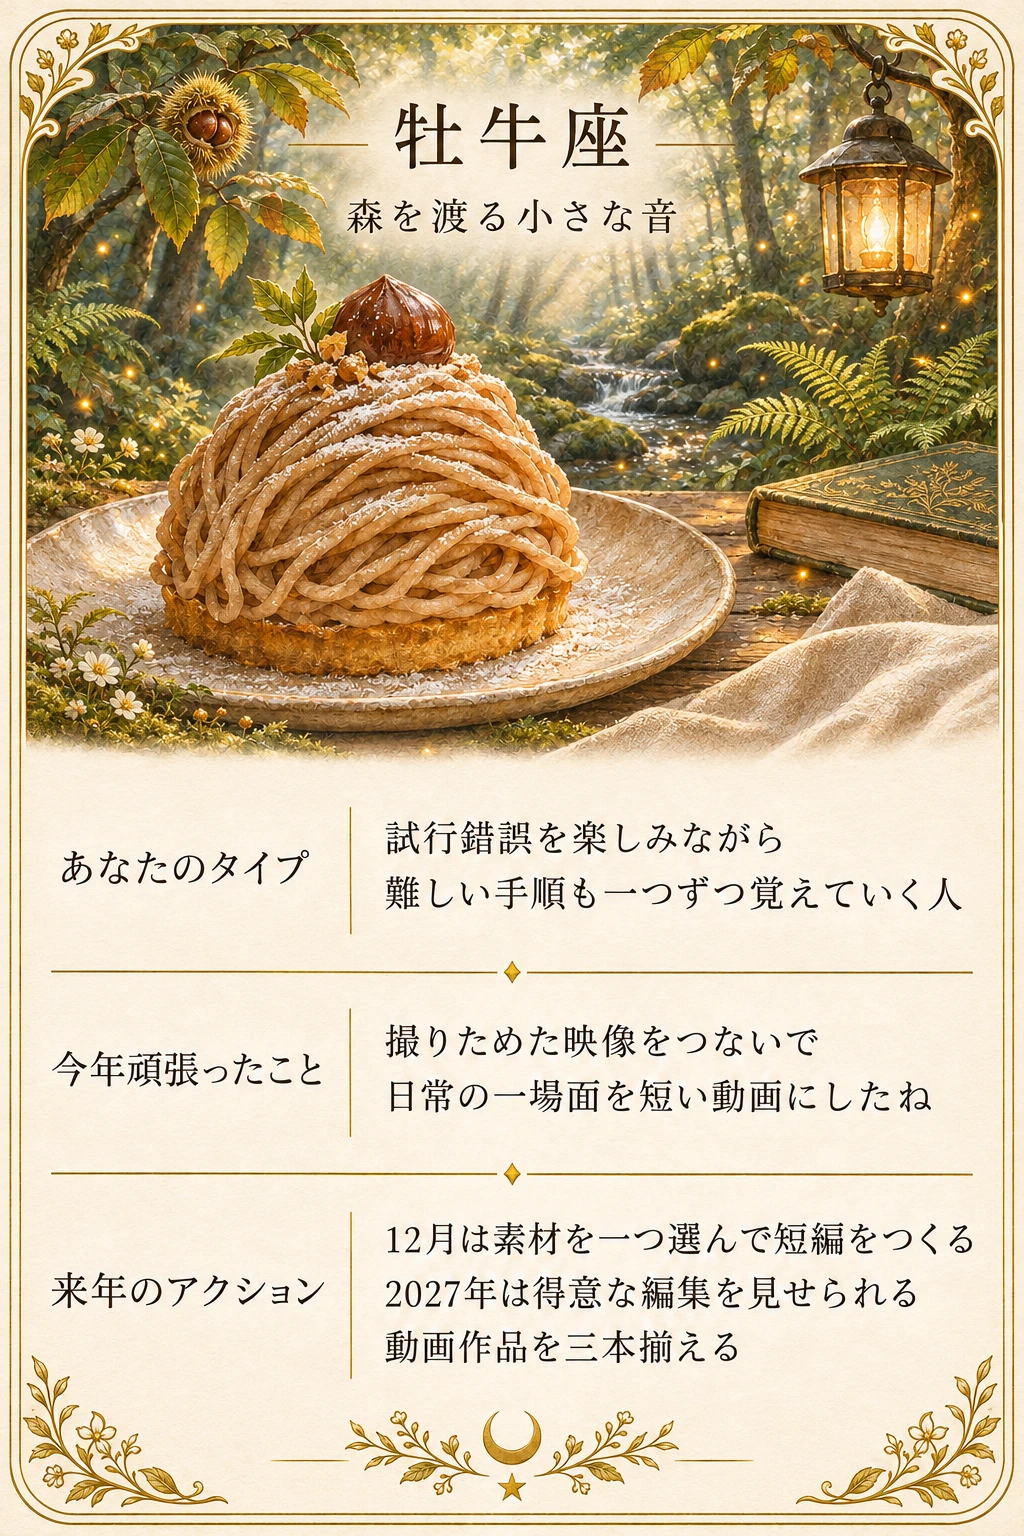 牡牛座
森を渡る小さな音
あなたのタイプ
試行錯誤を楽しみながら
難しい手順も一つずつ覚えていく人
今年頑張ったこと
撮りためた映像をつないで
日常の一場面を短い動画にしたね
来年のアクション
12月は素材を一つ選んで短編をつくる
2027年は得意な編集を見せられる
動画作品を三本揃える